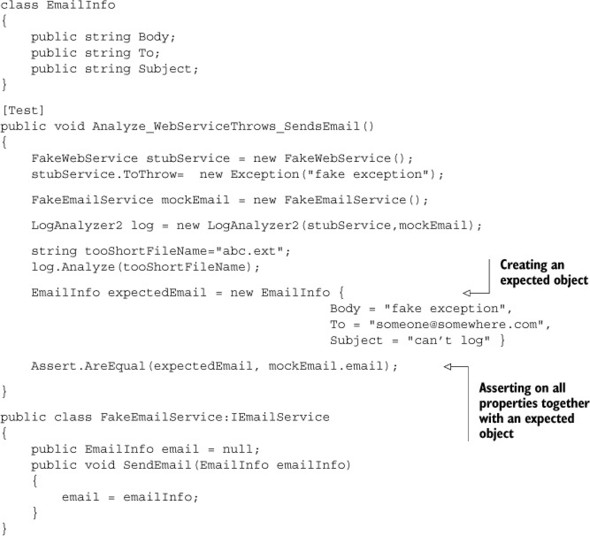 class EmailInfo
{
    public string Body;
    public string To;
    public string Subject;
}
[Test]
public void Analyze_WebServiceThrows_SendsEmail()
{
    FakeWebService stubService = new FakeWebService();
    stubService.ToThrow=  new Exception("fake exception");
    FakeEmailService mockEmail = new FakeEmailService();
    LogAnalyzer2 log = new LogAnalyzer2(stubService,mockEmail);
    string tooShortFileName="abc.ext";
    log.Analyze(tooShortFileName);
Creating an
expected object
    EmailInfo expectedEmail = new EmailInfo {
                                        Body = "fake exception",
                                        To = "someone@somewhere.com",
                                        Subject = "can't log" }
    Assert.AreEqual(expectedEmail, mockEmail.email);
Asserting on all
properties together
with an expected
object
}
public class FakeEmailService:IEmailService
{
    public EmailInfo email = null;
    public void SendEmail(EmailInfo emailInfo)
    {
        email = emailInfo;
    }
}